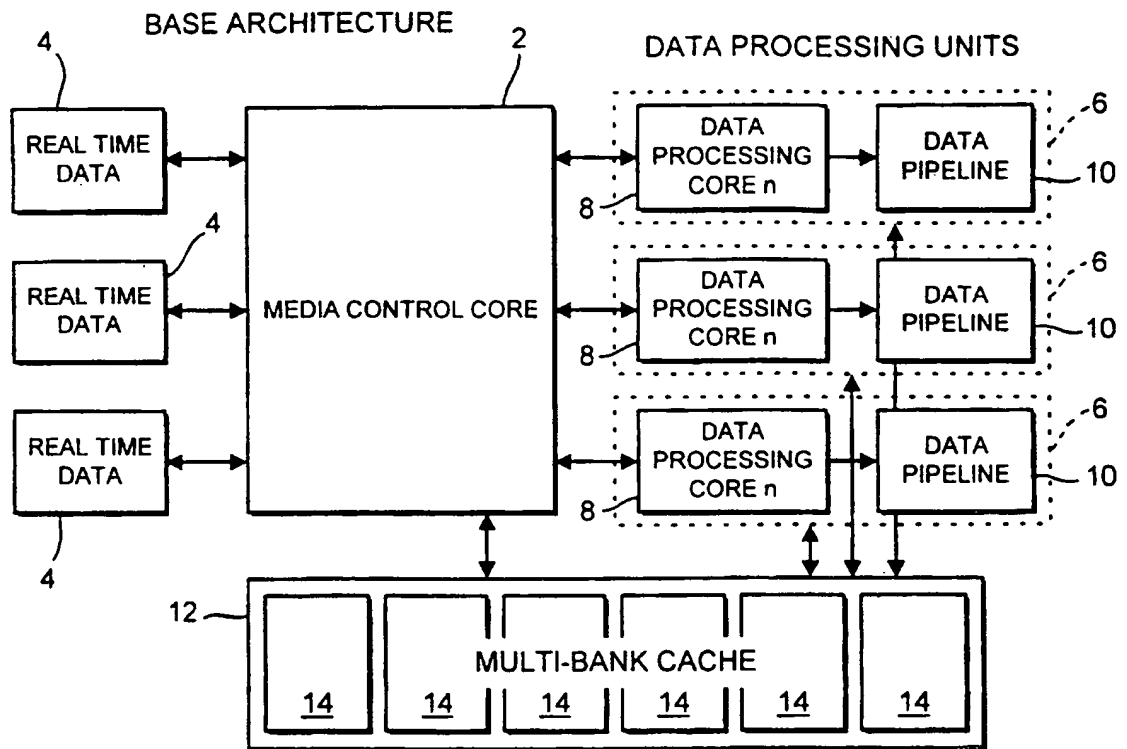 BASE ARCHITECTURE
DATA PROCESSING UNITS
4
2
REAL TIME
DATA
DATA
PROCESSING
CORE n
DATA
PIPELINE
6
8
10
4
REAL TIME
DATA
MEDIA CONTROL CORE
DATA
PROCESSING
CORE n
DATA
PIPELINE
6
8
10
REAL TIME
DATA
4
DATA
PROCESSING
CORE n
DATA
PIPELINE
6
8
10
12
MULTI-BANK CACHE
14
14
14
14
14
14